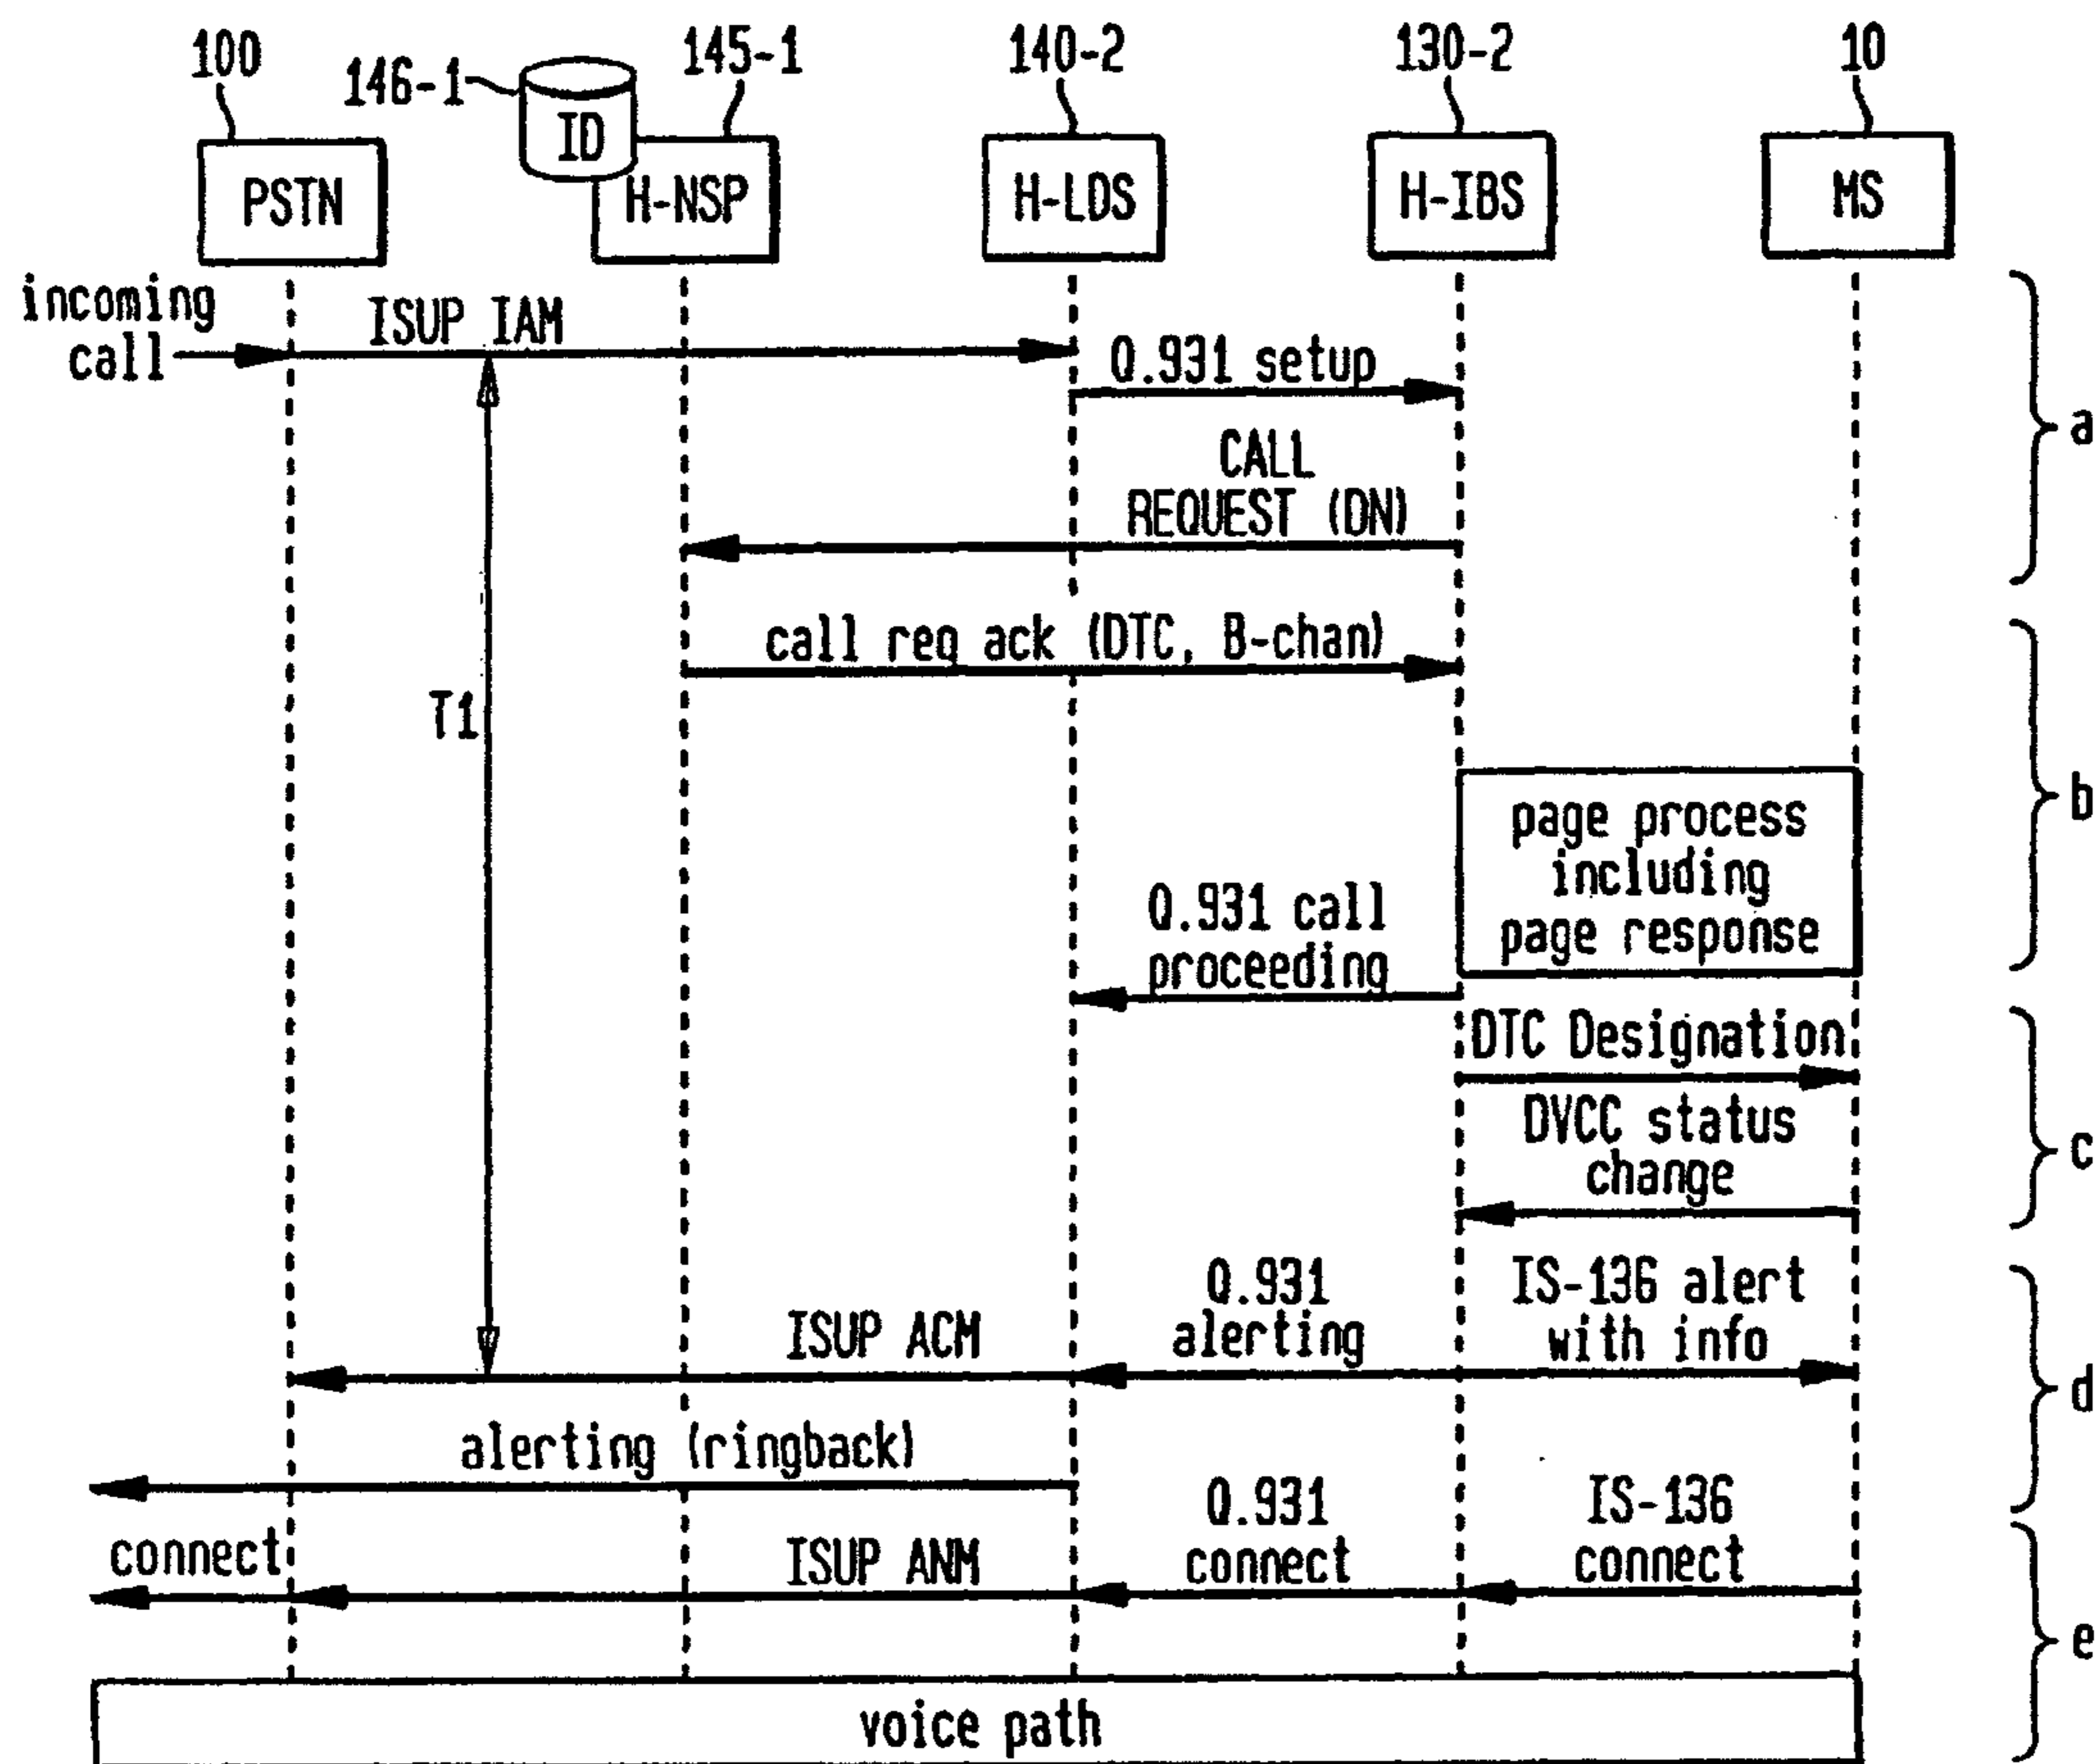 100
146-1
145-1
140-2
130-2
10
ID
PSTN
H-NSP
H-LDS
H-IBS
MS
incoming
call
ISUP IAM
Q.931 setup
CALL
REQUEST (DN)
a
call req ack (DTC, B-chan)
T1
page process
including
page response
b
Q.931 call
proceeding
DTC Designation
DVCC status
change
c
ISUP ACM
Q.931
alerting
IS-136 alert
with info
d
alerting (ringback)
connect
ISUP ANM
Q.931
connect
IS-136
connect
e
voice path